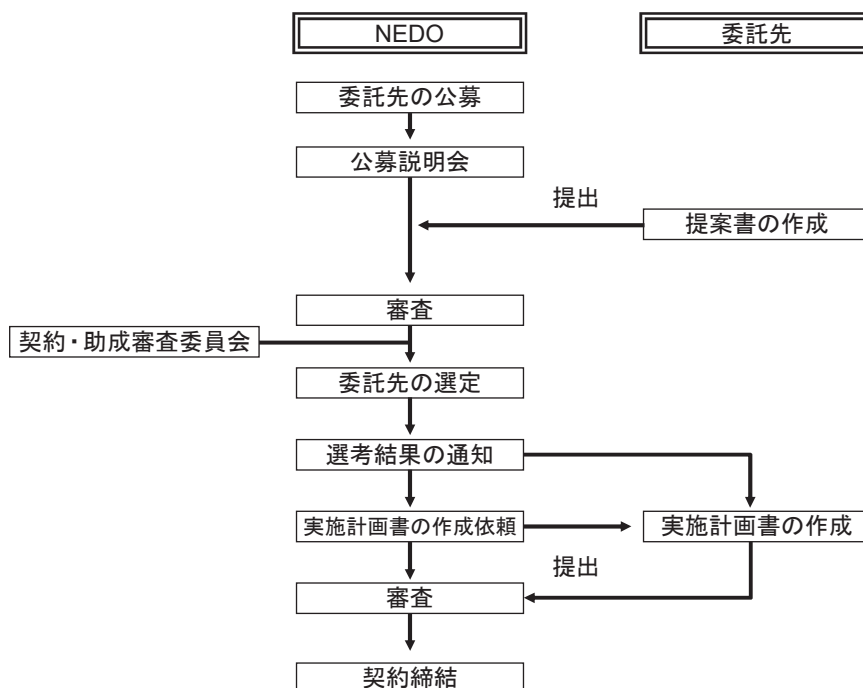 NEDO
委託先
委託先の公募
公募説明会
提出
提案書の作成
審査
契約・助成審査委員会
委託先の選定
選考結果の通知
実施計画書の作成依頼
実施計画書の作成
提出
審査
契約締結